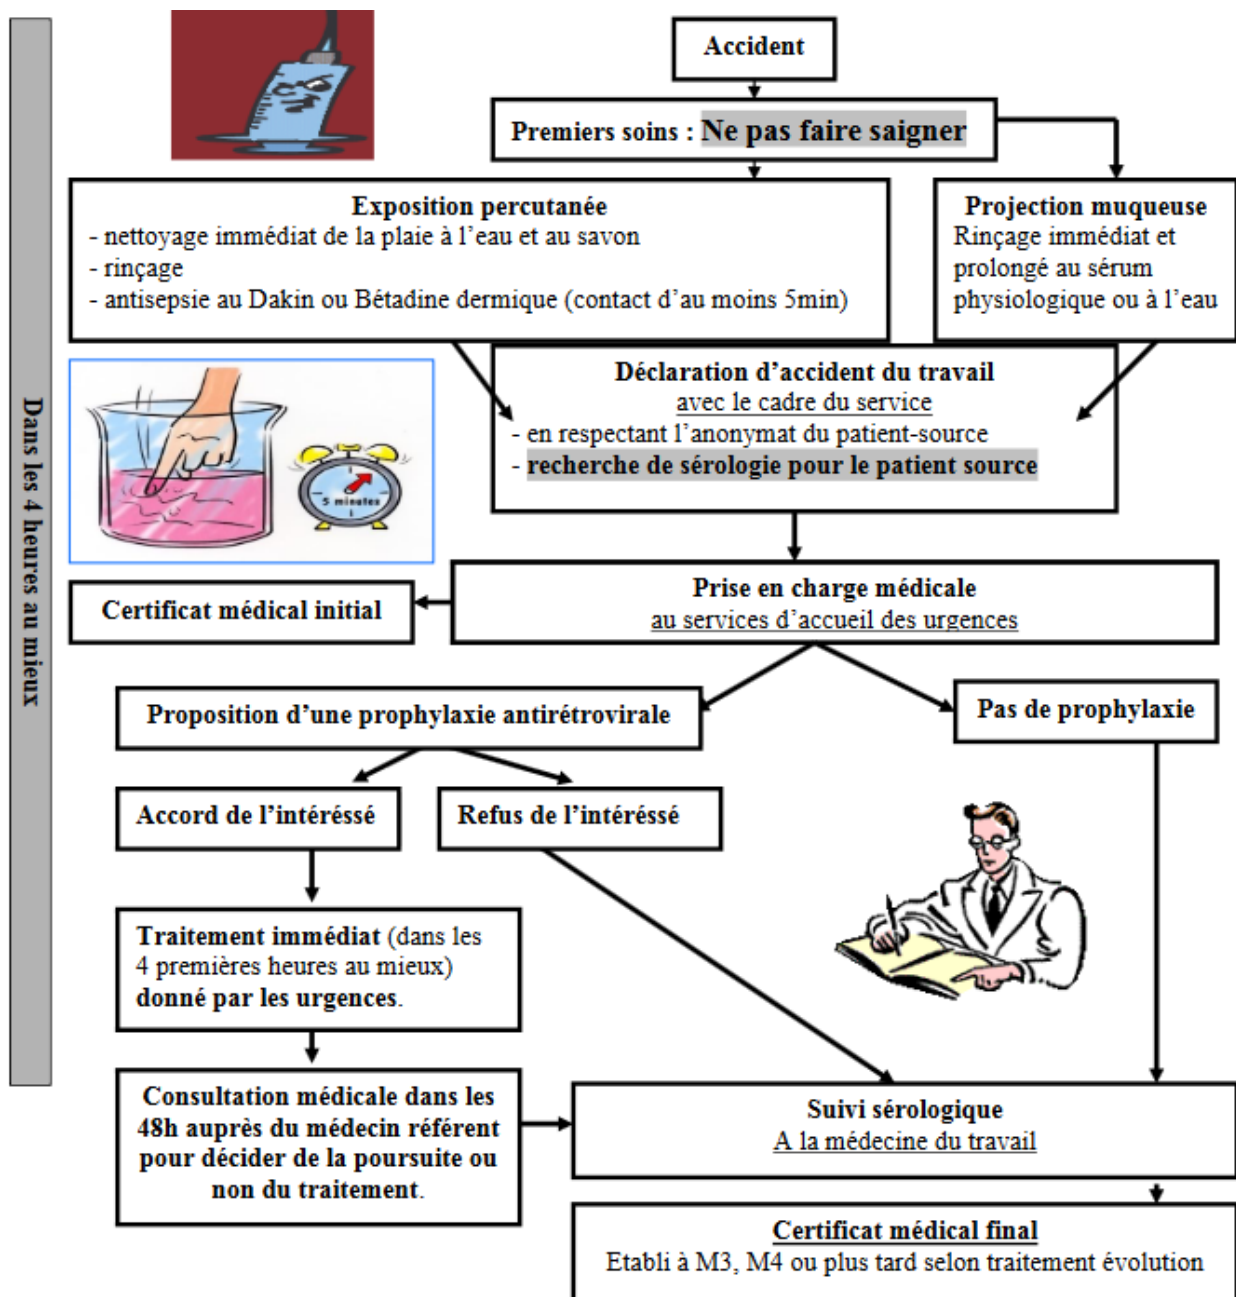 Accident
Premiers soins : Ne pas faire saigner
Exposition percutanée
- nettoyage immédiat de la plaie à l’eau et au savon
- rinçage
- antisepsie au Dakin ou Bétadine dermique (contact d’au moins 5min)
Projection muqueuse
Rinçage immédiat et
prolongé au sérum
physiologique ou à l’eau
Dans les 4 heures au mieux
5 minutes
Déclaration d’accident du travail
avec le cadre du service
- en respectant l’anonymat du patient-source
- recherche de sérologie pour le patient source
Certificat médical initial
Prise en charge médicale
au services d’accueil des urgences
Proposition d’une prophylaxie antirétrovirale
Pas de prophylaxie
Accord de l’intéréssé
Refus de l’intéréssé
Traitement immédiat (dans les
4 premières heures au mieux)
donné par les urgences.
Consultation médicale dans les
48h auprès du médecin référent
pour décider de la poursuite ou
non du traitement.
Suivi sérologique
A la médecine du travail
Certificat médical final
Etabli à M3, M4 ou plus tard selon traitement évolution